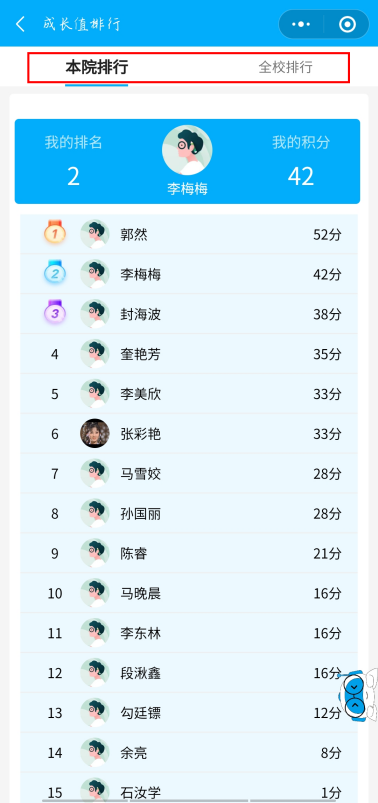 成长值排行
本院排行 全校排行
我的排名 我的积分
2 42
李梅梅
1 郭然 52分
2 李梅梅 42分
3 封海波 38分
4 奎艳芳 35分
5 李美欣 33分
6 张彩艳 33分
7 马雪姣 28分
8 孙国丽 28分
9 陈睿 21分
10 马晚晨 16分
11 李东林 16分
12 段湫鑫 16分
13 勾廷镖 12分
14 余亮 8分
15 石汝学 1分